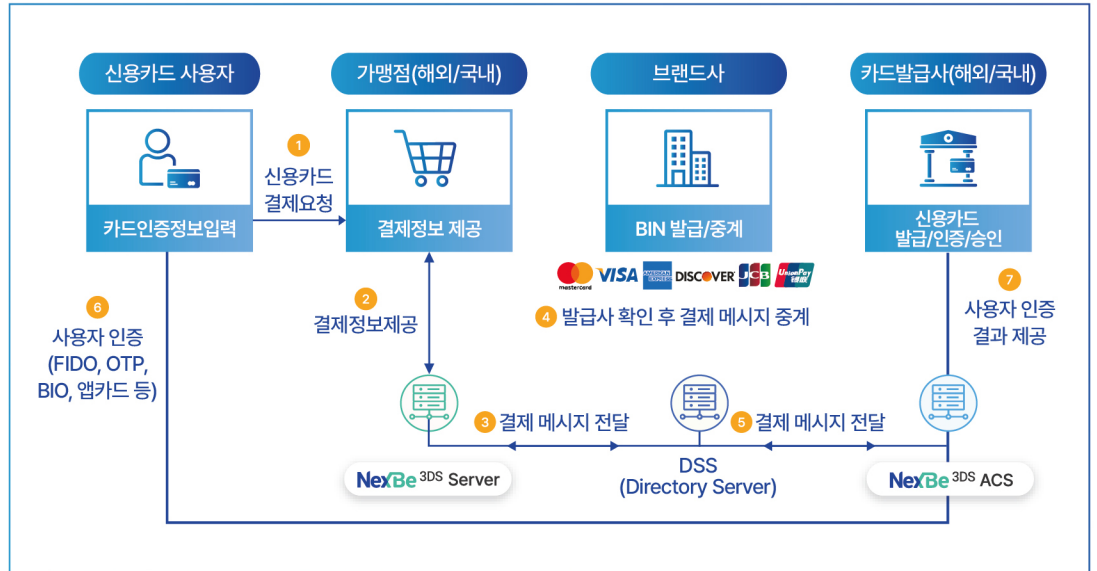 신용카드 사용자
가맹점(해외/국내)
브랜드사
카드발급사(해외/국내)
카드인증정보입력
1
신용카드
결제요청
결제정보 제공
BIN 발급/중계
신용카드
발급/인증/승인
mastercard
VISA
AMERICAN
EXPRESS
DISCOVER
JCB
UnionPay
银联
2
결제정보제공
4 발급사 확인 후 결제 메시지 중계
6
사용자 인증
(FIDO, OTP,
BIO, 앱카드 등)
7
사용자 인증
결과 제공
3 결제 메시지 전달
5 결제 메시지 전달
NexBe 3DS Server
DSS
(Directory Server)
NexBe 3DS ACS